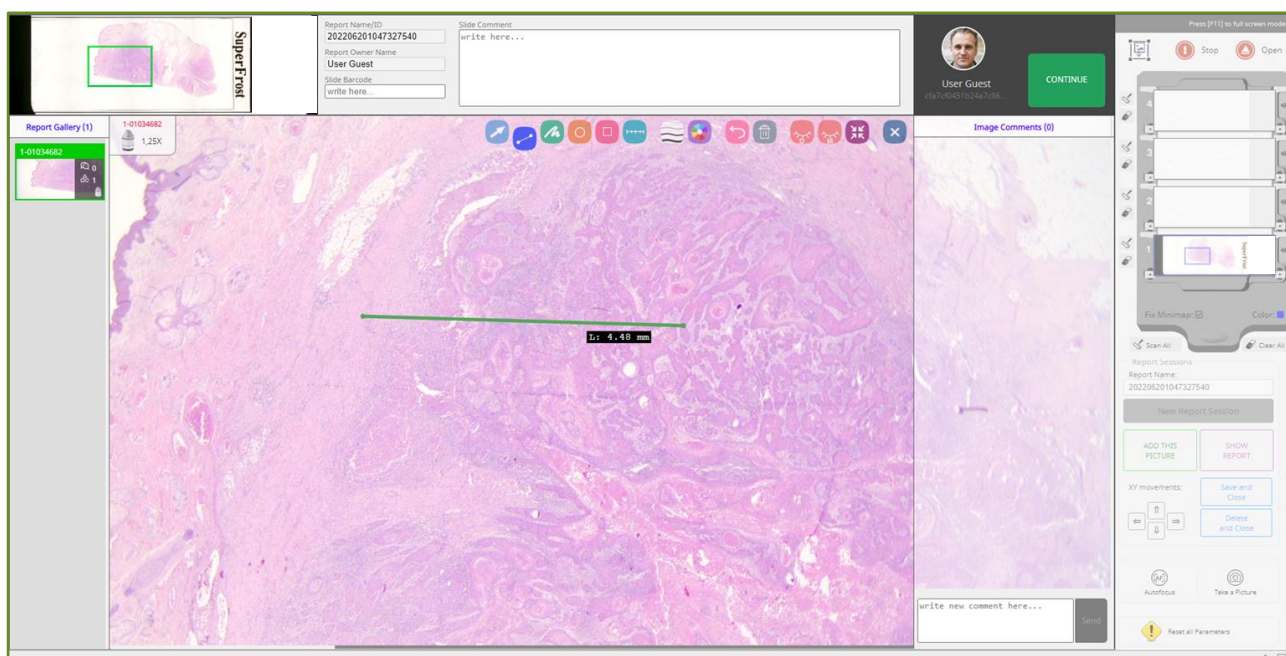 SuperFrost
Report Name/ID
202206201047327540
Report Owner Name
User Guest
Slide Barcode
write here...
Slide Comment
write here...
User Guest
cfa7cf0451b24a7c86...
CONTINUE
Press [F11] to full screen mode
Stop
Open
Report Gallery (1)
1-01034682
0
1
1-01034682
1,25X
L: 4.48 mm
Image Comments (0)
write new comment here...
Send
4
3
2
1
SuperFrost
Fix Minimap:
Color:
Scan All
Clear All
Report Sessions
Report Name:
202206201047327540
New Report Session
ADD THIS
PICTURE
SHOW
REPORT
XY movements:
Save and
Close
Delete
and Close
AF
Autofocus
Take a Picture
Reset all Parameters